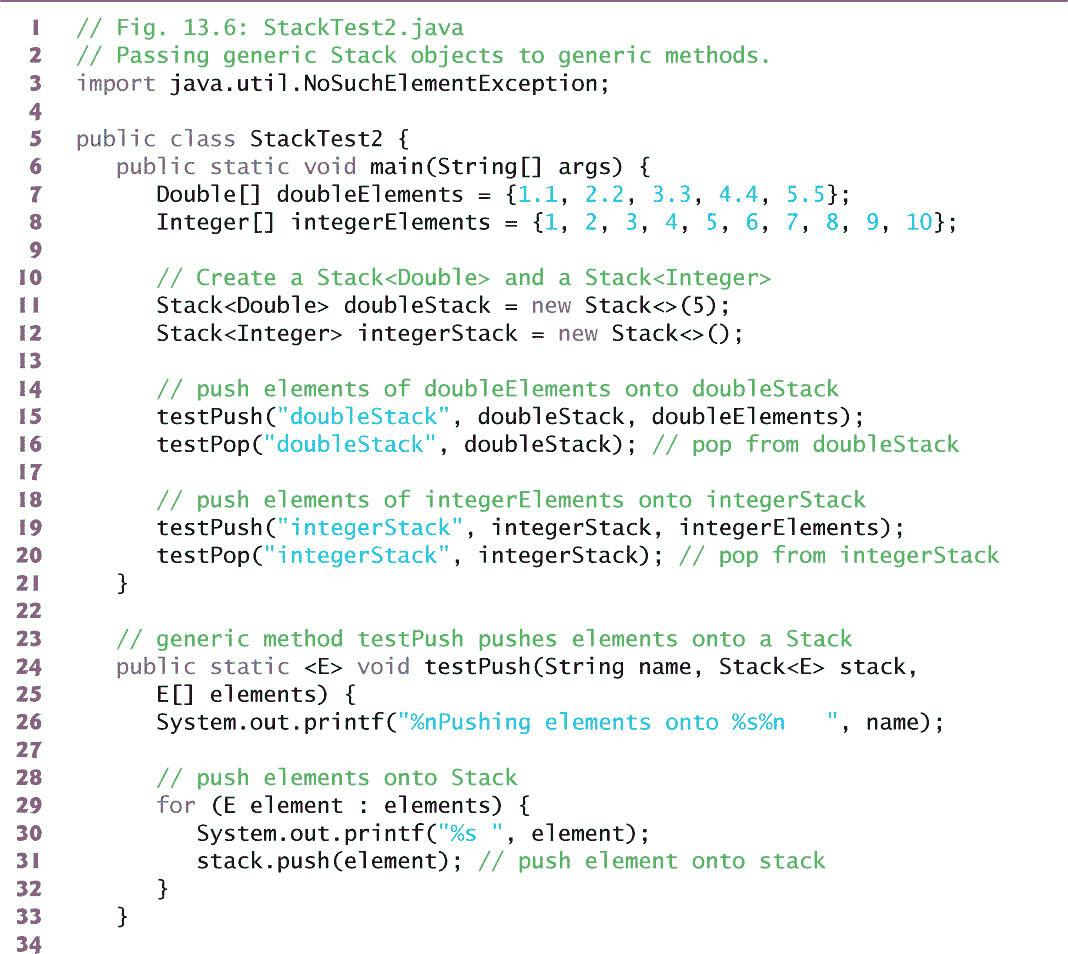 1 // Fig. 13.6: StackTest2.java
2 // Passing generic Stack objects to generic methods.
3 import java.util.NoSuchElementException;
4
5 public class StackTest2 {
6    public static void main(String[] args) {
7       Double[] doubleElements = {1.1, 2.2, 3.3, 4.4, 5.5};
8       Integer[] integerElements = {1, 2, 3, 4, 5, 6, 7, 8, 9, 10};
9
10       // Create a Stack<Double> and a Stack<Integer>
11       Stack<Double> doubleStack = new Stack<>(5);
12       Stack<Integer> integerStack = new Stack<>();
13
14       // push elements of doubleElements onto doubleStack
15       testPush("doubleStack", doubleStack, doubleElements);
16       testPop("doubleStack", doubleStack); // pop from doubleStack
17
18       // push elements of integerElements onto integerStack
19       testPush("integerStack", integerStack, integerElements);
20       testPop("integerStack", integerStack); // pop from integerStack
21    }
22
23    // generic method testPush pushes elements onto a Stack
24    public static <E> void testPush(String name, Stack<E> stack,
25       E[] elements) {
26       System.out.printf("%nPushing elements onto %s%n   ", name);
27
28       // push elements onto Stack
29       for (E element : elements) {
30          System.out.printf("%s ", element);
31          stack.push(element); // push element onto stack
32       }
33    }
34